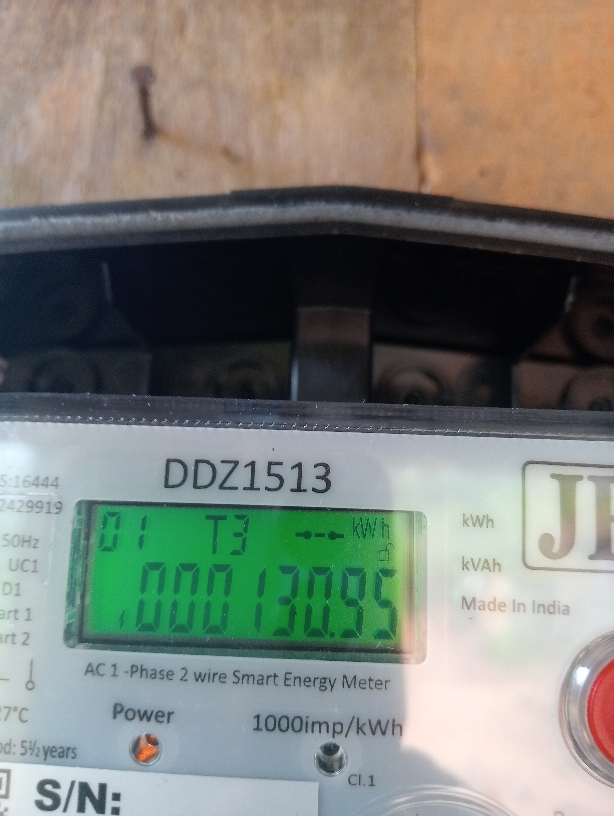 DDZ1513
S:16444
2429919
50Hz
UC1
D1
art 1
art 2
27°C
od: 5½ years
01 T3 kWh
000130.95
kWh
kVAh
Made In India
AC 1 -Phase 2 wire Smart Energy Meter
Power
1000imp/kWh
Cl.1
S/N: